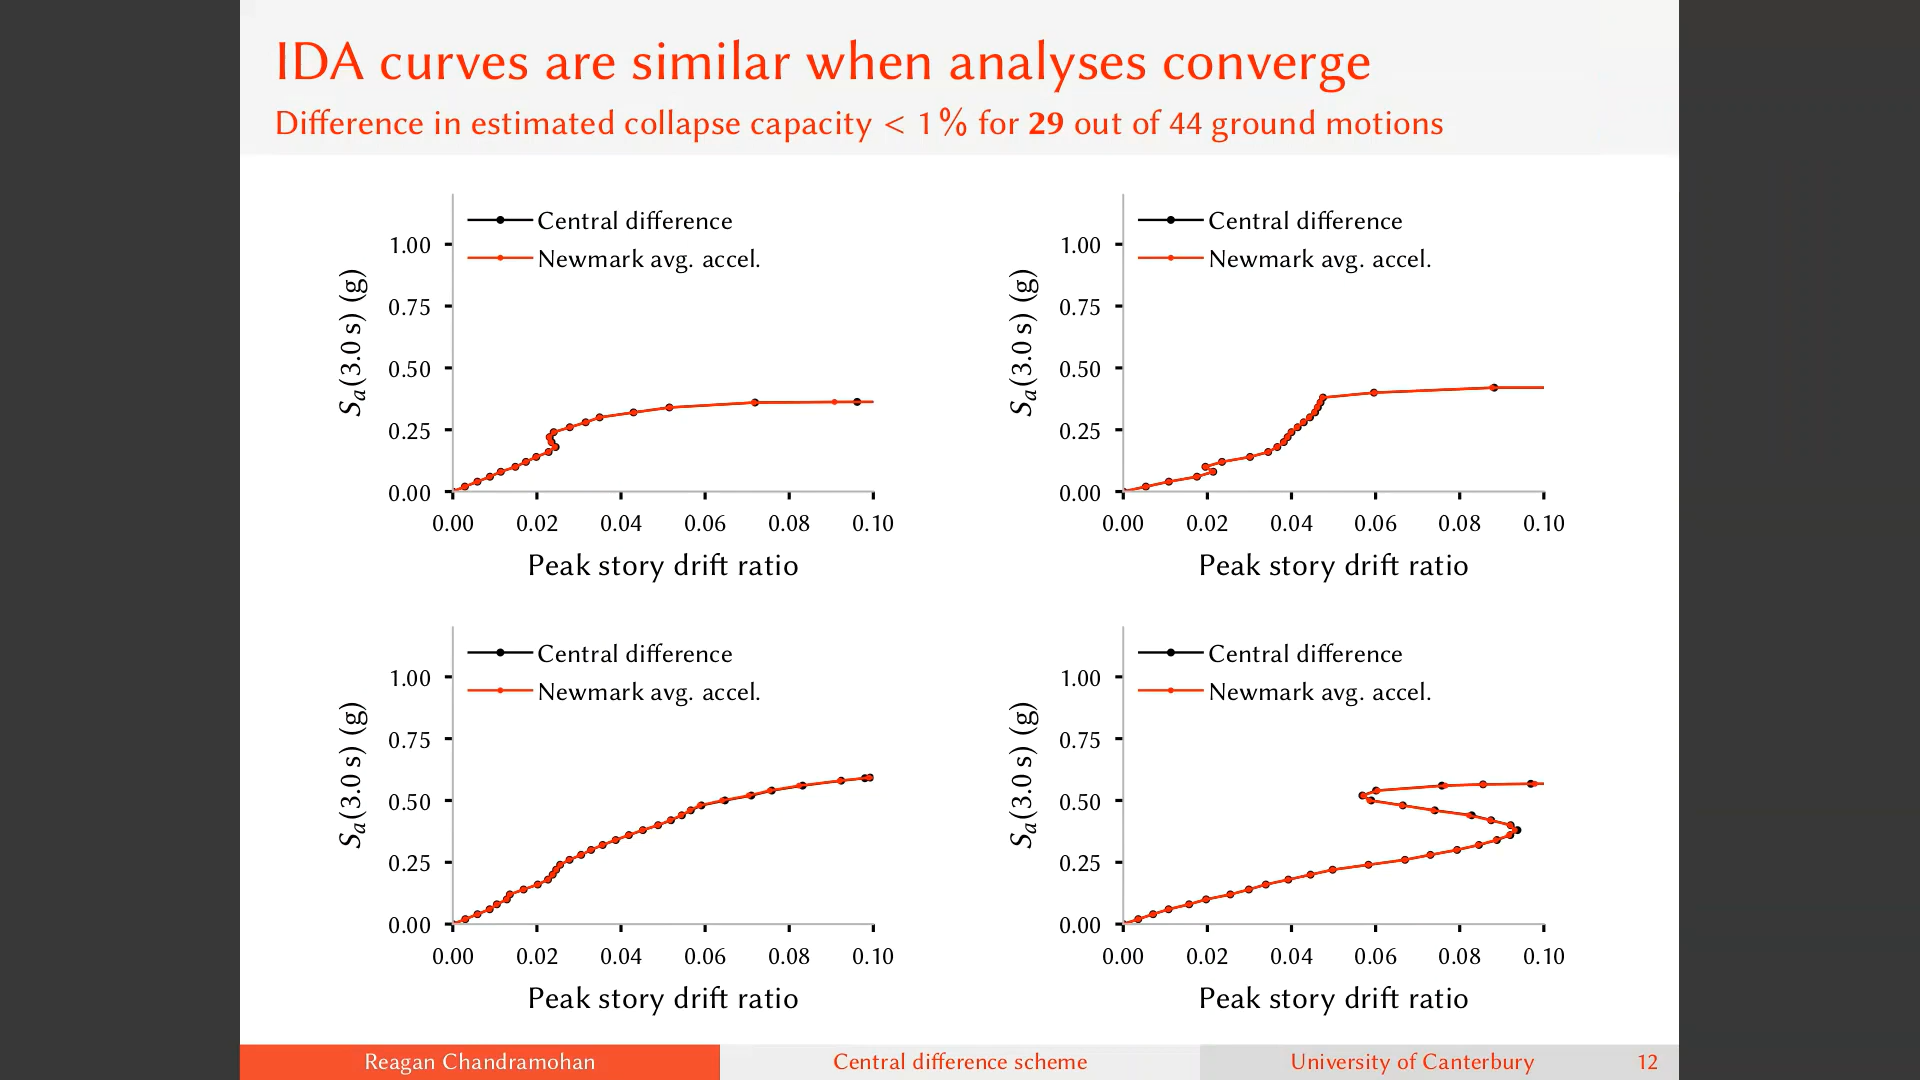 IDA curves are similar when analyses converge
Difference in estimated collapse capacity < 1 % for 29 out of 44 ground motions
Central difference
Newmark avg. accel.
1.00
0.75
0.50
0.25
0.00
Sa(3.0 s) (g)
0.00 0.02 0.04 0.06 0.08 0.10
Peak story drift ratio
Central difference
Newmark avg. accel.
1.00
0.75
0.50
0.25
0.00
Sa(3.0 s) (g)
0.00 0.02 0.04 0.06 0.08 0.10
Peak story drift ratio
Central difference
Newmark avg. accel.
1.00
0.75
0.50
0.25
0.00
Sa(3.0 s) (g)
0.00 0.02 0.04 0.06 0.08 0.10
Peak story drift ratio
Central difference
Newmark avg. accel.
1.00
0.75
0.50
0.25
0.00
Sa(3.0 s) (g)
0.00 0.02 0.04 0.06 0.08 0.10
Peak story drift ratio
Reagan Chandramohan Central difference scheme University of Canterbury 12